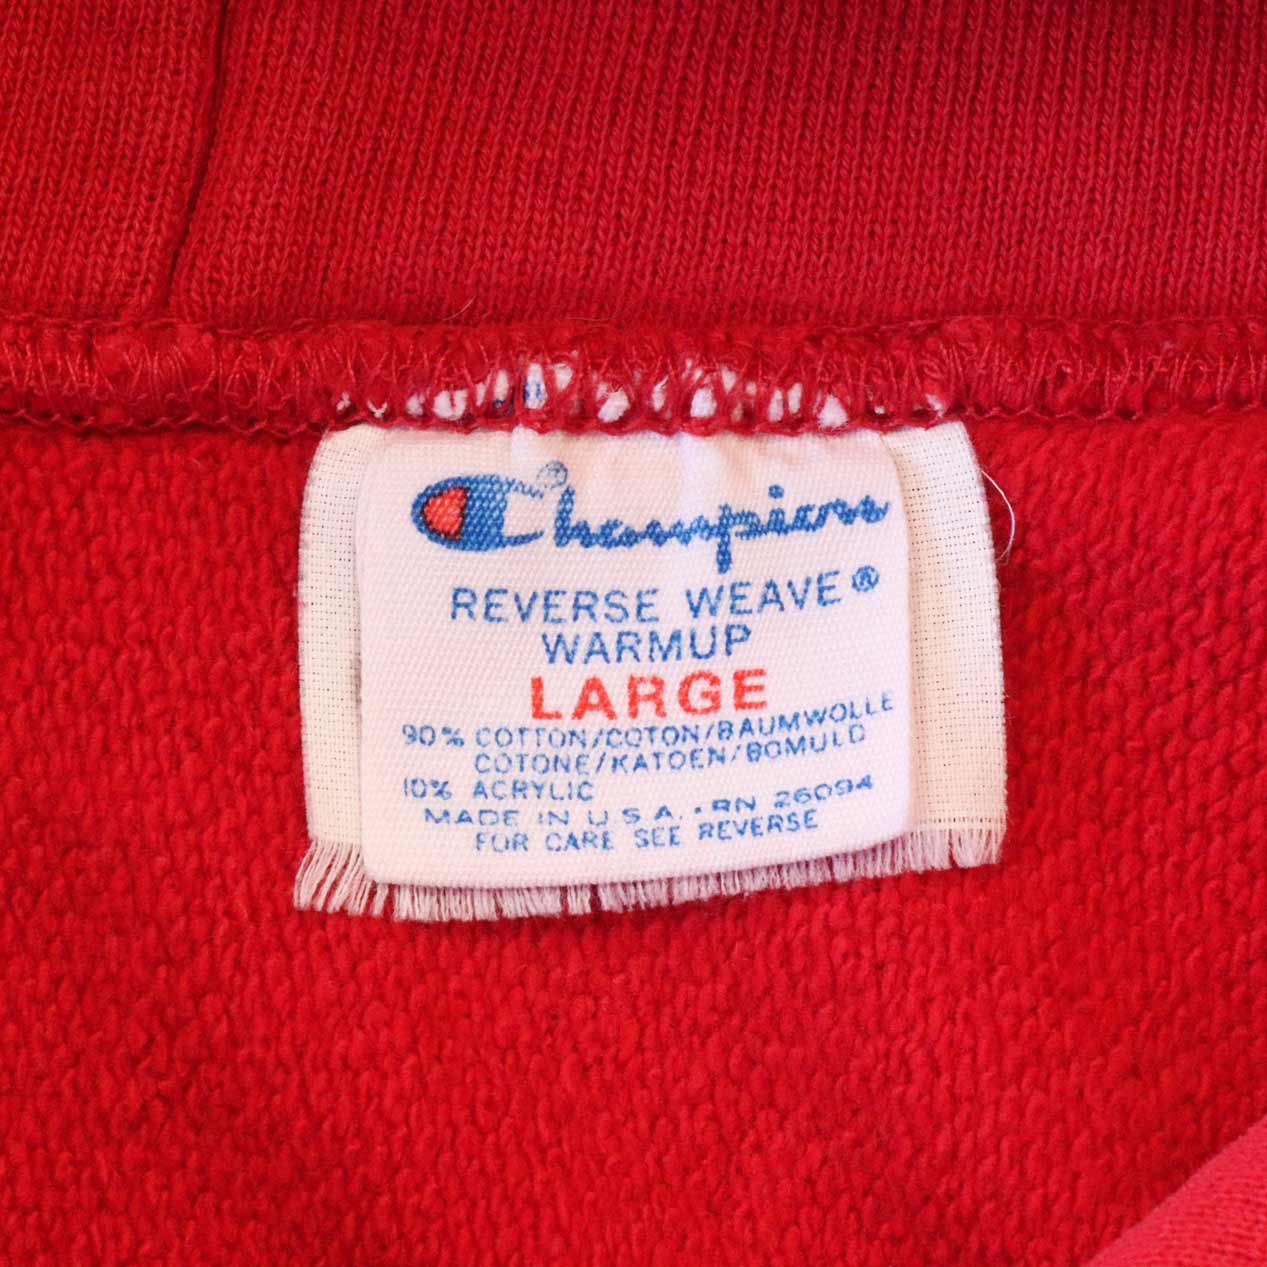 Champion
REVERSE WEAVE®
WARMUP
LARGE
90% COTTON/COTON/BAUMWOLLE
COTONE/KATOEN/BOMULD
10% ACRYLIC
MADE IN U.S.A. • RN 26094
FOR CARE SEE REVERSE